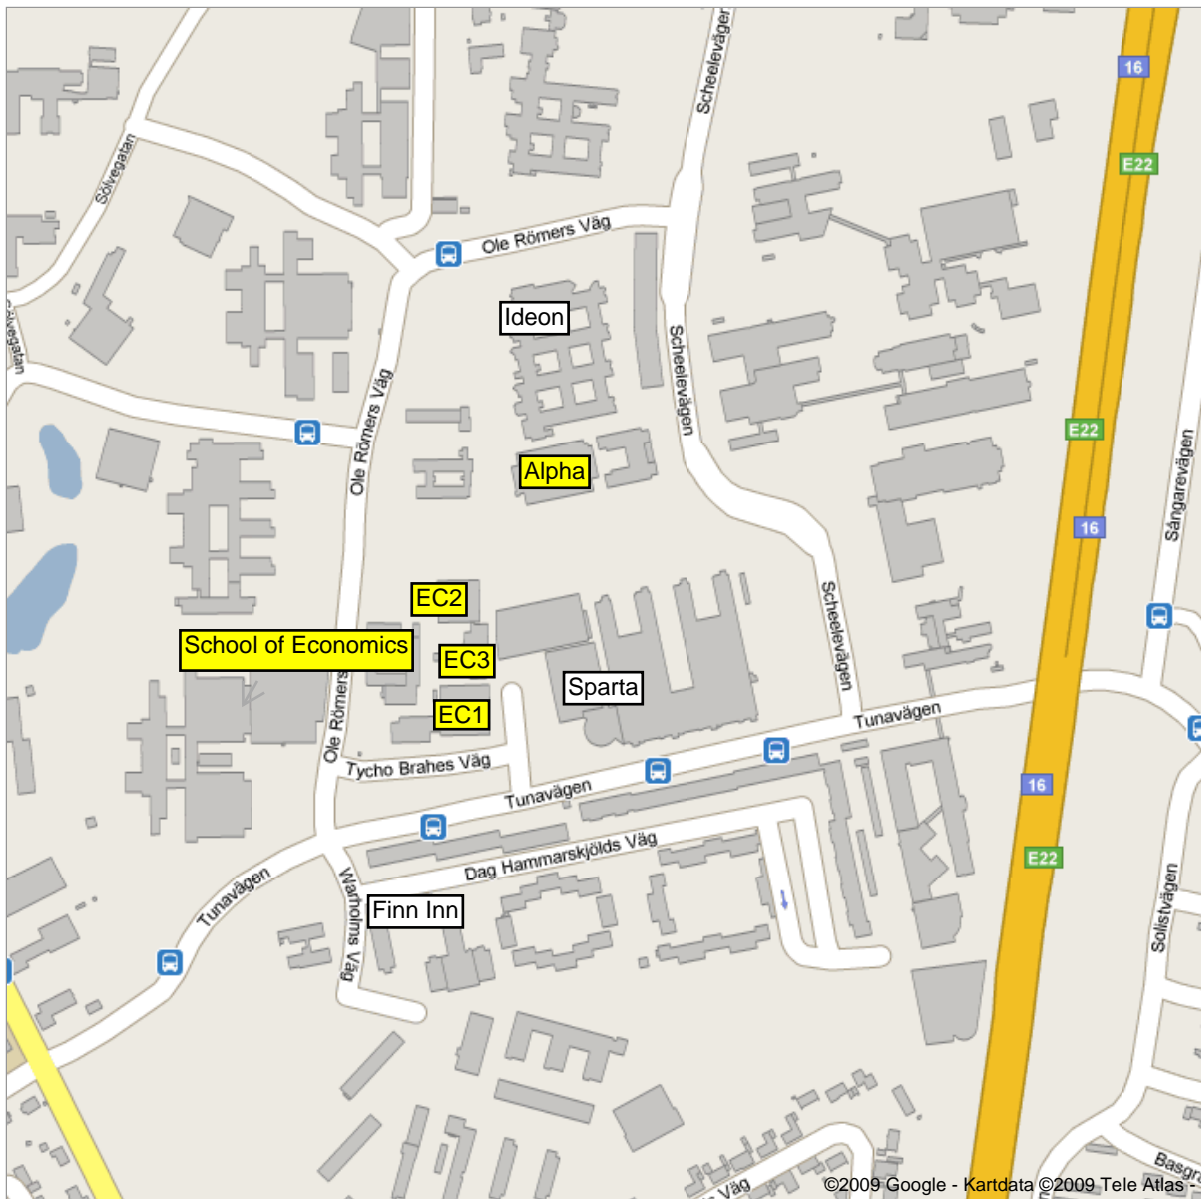 16
Scheelevägen
Sölvegatan
E22
Ole Römers Väg
Ideon
Sölvegatan
Scheelevägen
Ole Römers Väg
E22
Alpha
Sångarevägen
16
EC2
Scheelevägen
School of Economics
EC3
Sparta
Ole Römers
EC1
Tunavägen
Tycho Brahes Väg
Tunavägen
16
Dag Hammarskjölds Väg
E22
Tunavägen
Warholms Väg
Finn Inn
Solistvägen
Basgr
Väg
©2009 Google - Kartdata ©2009 Tele Atlas -